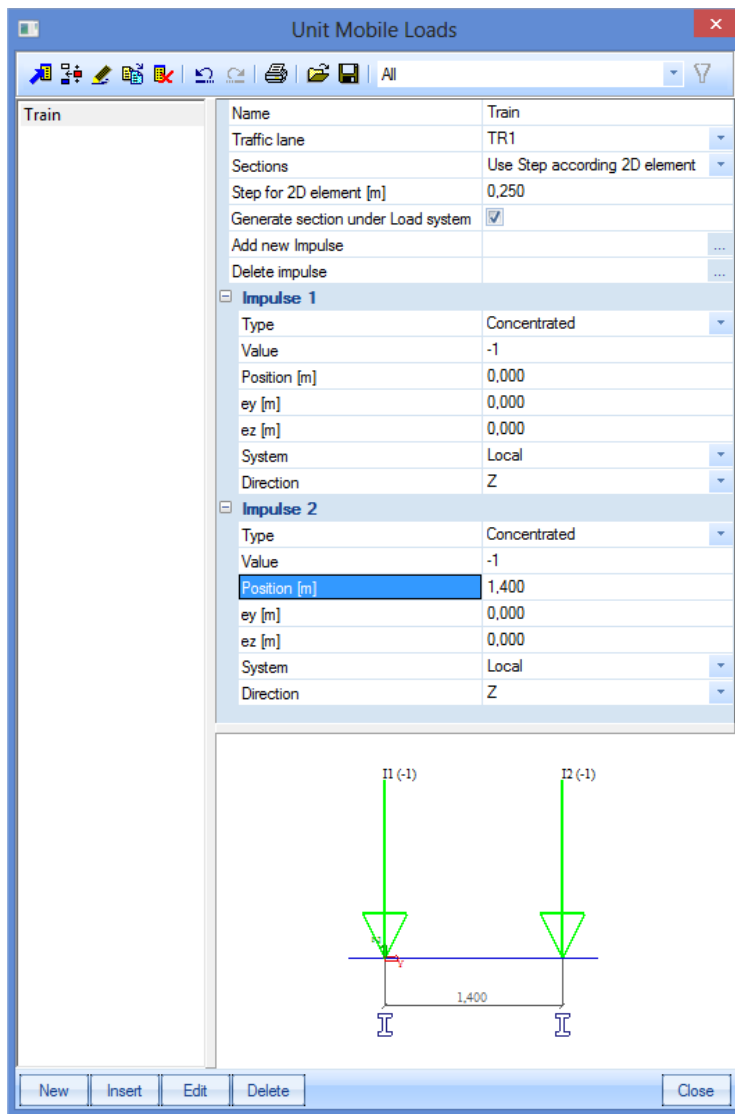 Unit Mobile Loads
All
Train
Name Train
Traffic lane TR1
Sections Use Step according 2D element
Step for 2D element [m] 0,250
Generate section under Load system
Add new Impulse ...
Delete impulse ...
Impulse 1
Type Concentrated
Value -1
Position [m] 0,000
ey [m] 0,000
ez [m] 0,000
System Local
Direction Z
Impulse 2
Type Concentrated
Value -1
Position [m] 1,400
ey [m] 0,000
ez [m] 0,000
System Local
Direction Z
I1 (-1) I2 (-1)
Y
1,400
New Insert Edit Delete Close